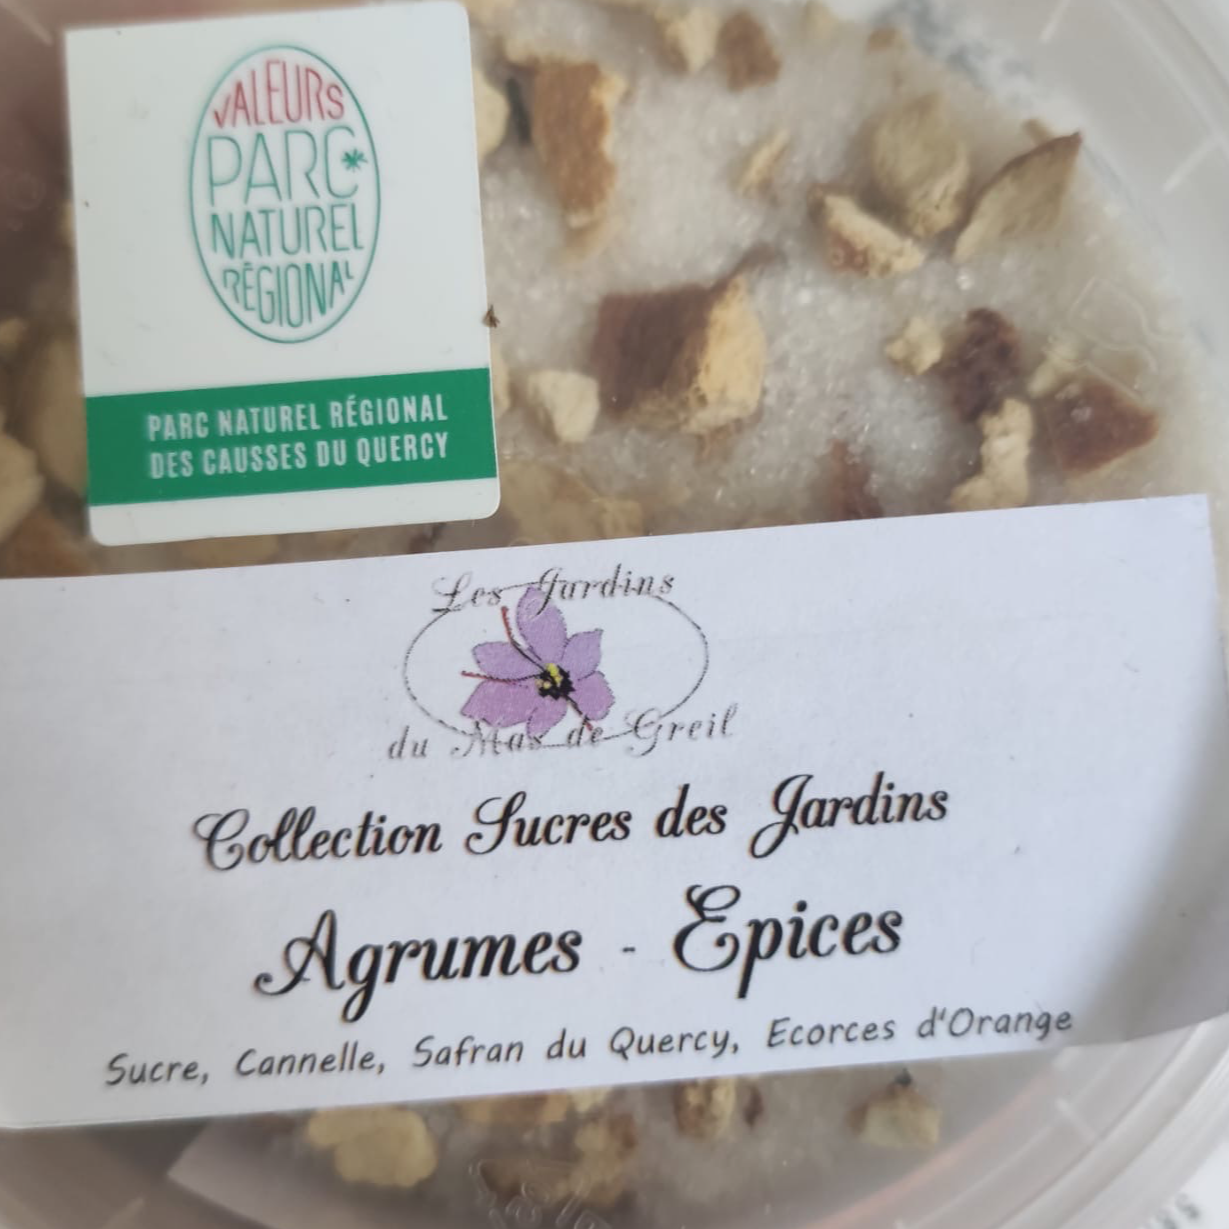 VALEURS
PARC
NATUREL
RÉGIONAL
PARC NATUREL RÉGIONAL
DES CAUSSES DU QUERCY
Les Jardins
du Mas de Greil
Collection Sucres des Jardins
Agrumes - Epices
Sucre, Cannelle, Safran du Quercy, Ecorces d'Orange